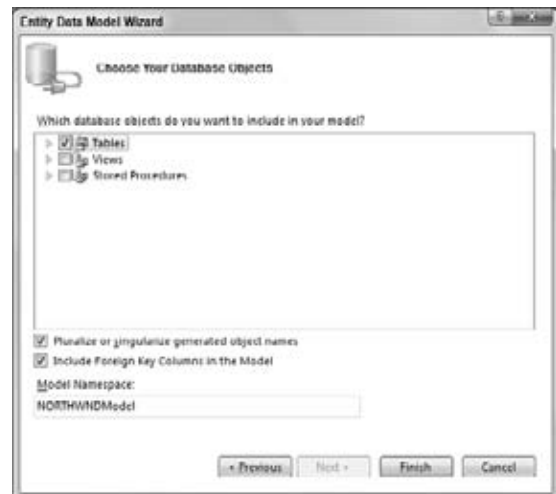 Entity Data Model Wizard
Choose Your Database Objects
Which database objects do you want to include in your model?
Tables
Views
Stored Procedures
Pluralize or singularize generated object names
Include Foreign Key Columns in the Model
Model Namespace:
NORTHWNDModel
< Previous
Next >
Finish
Cancel